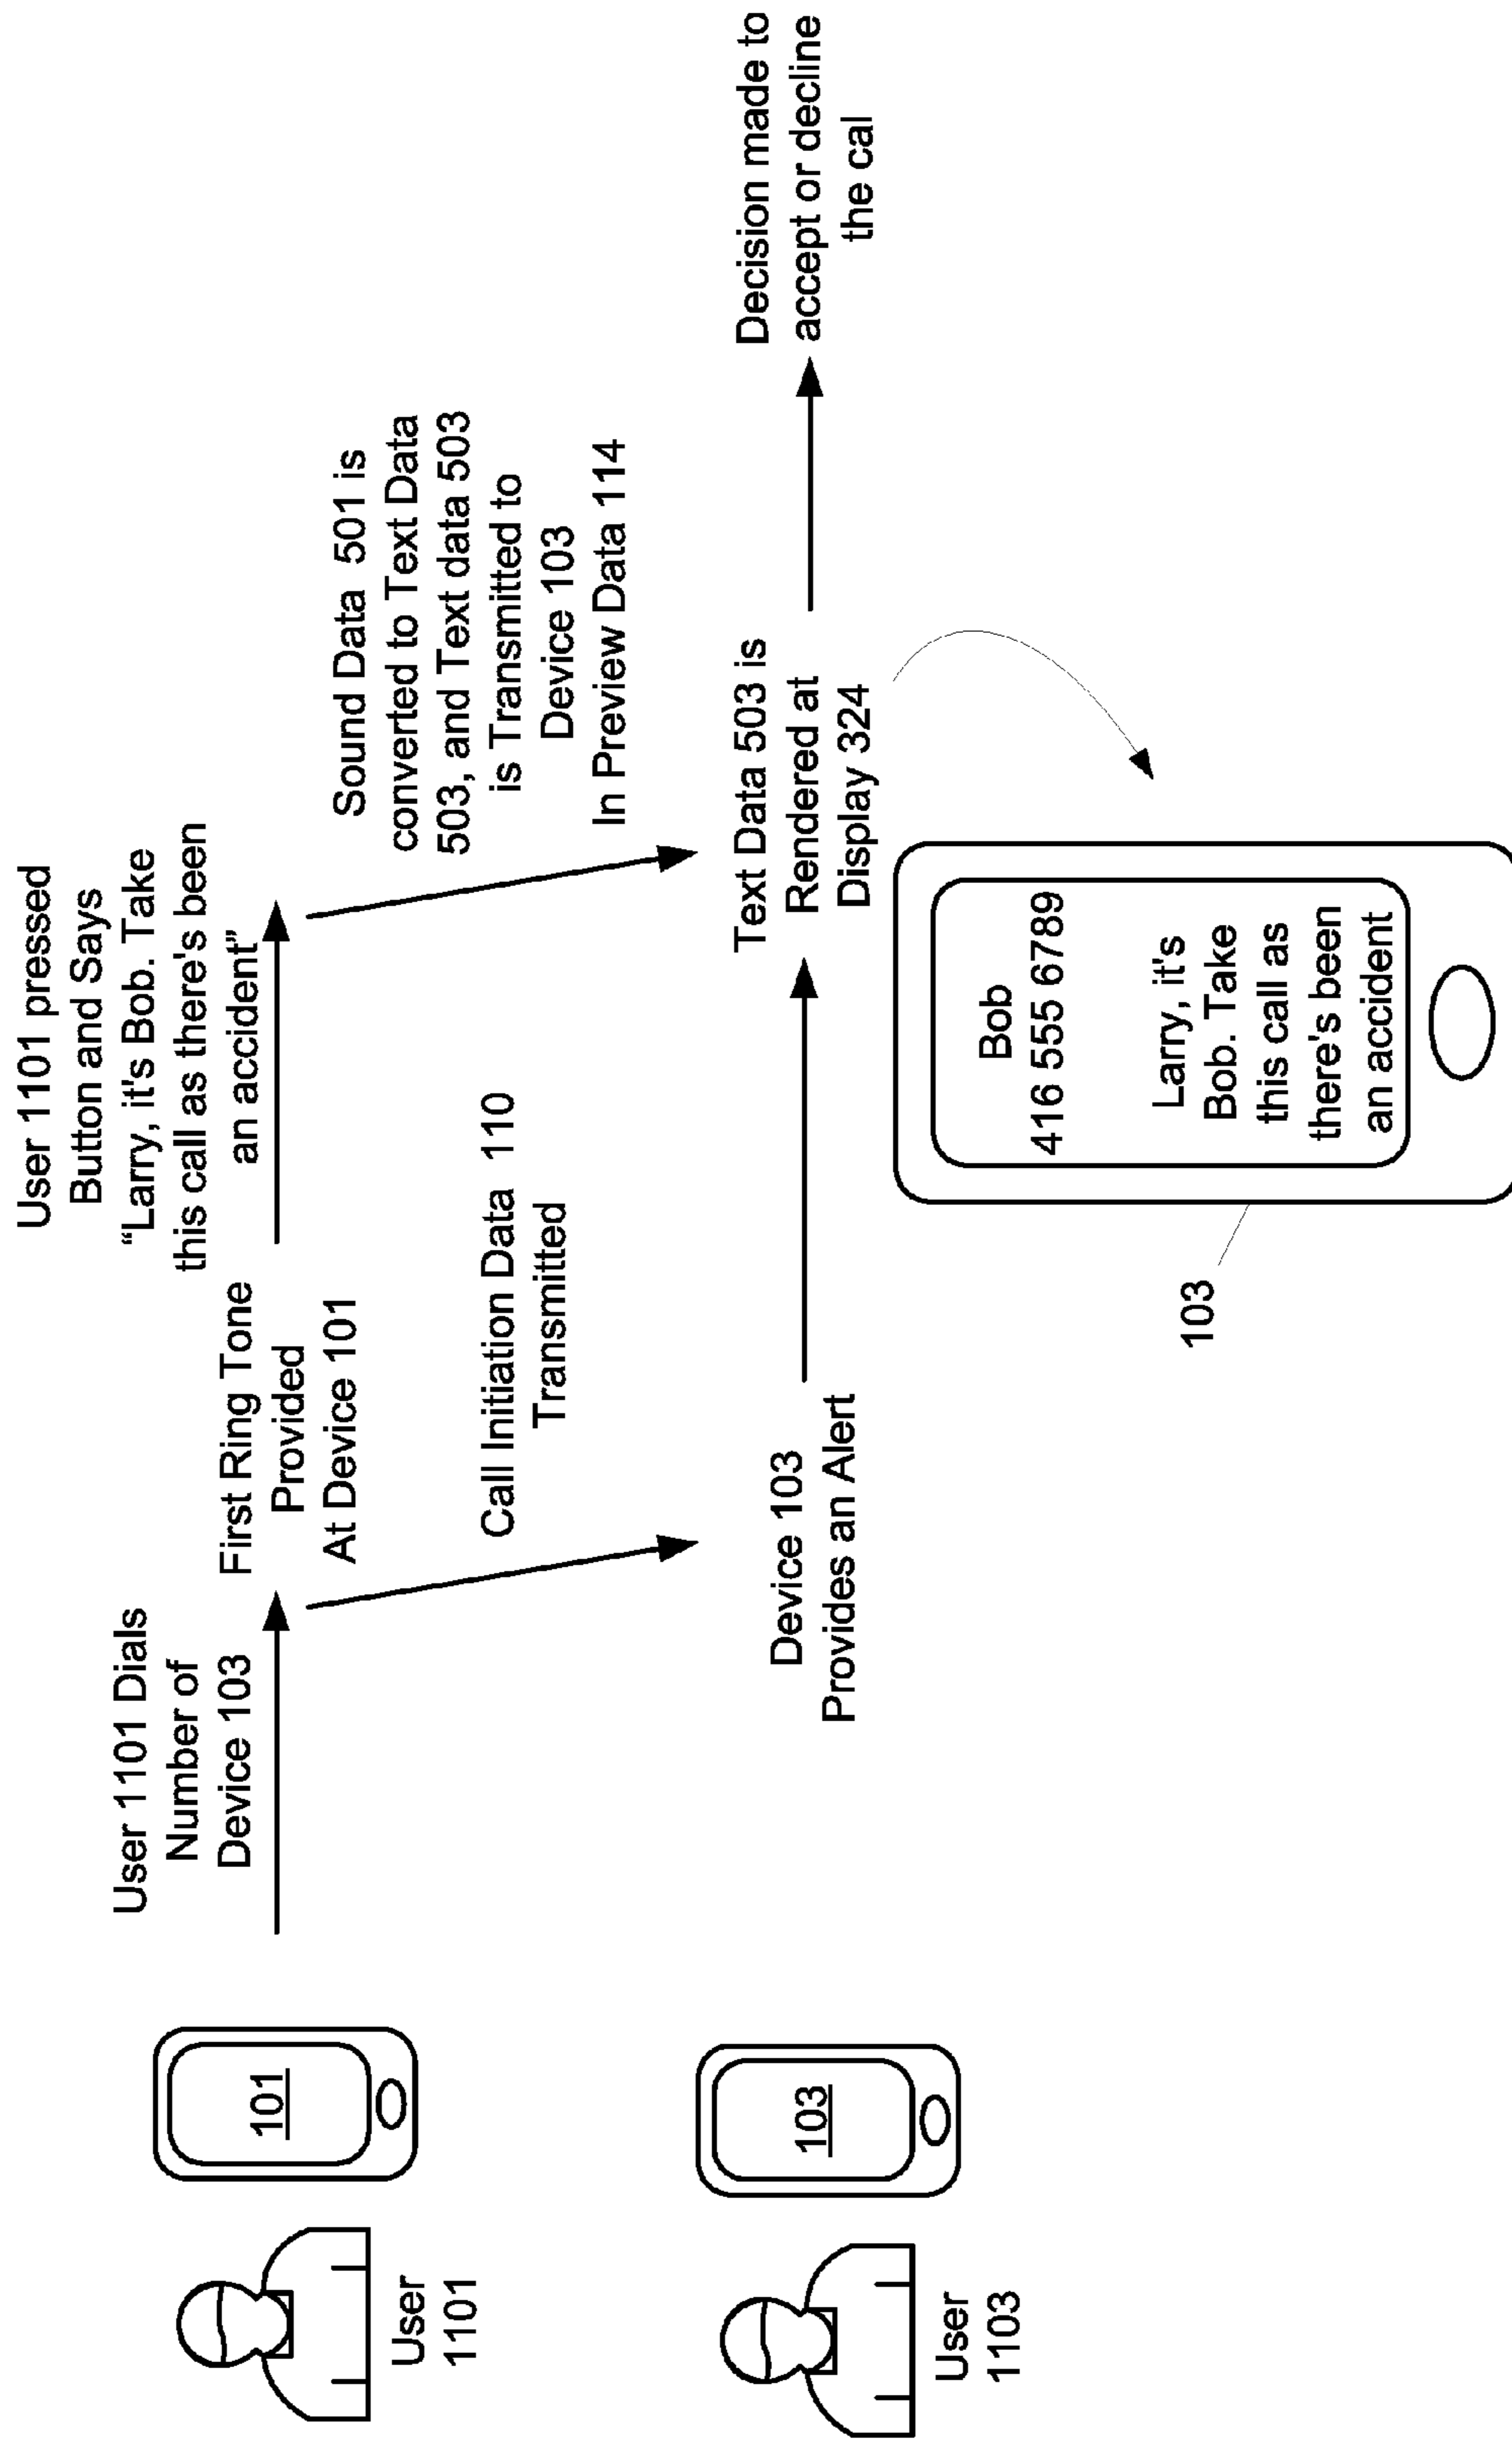 User 1101 Dials
Number of
Device 103
First Ring Tone
Provided
At Device 101
User 1101 pressed
Button and Says
“Larry, it's Bob. Take
this call as there's been
an accident”
101
User
1101
Call Initiation Data 110
Transmitted
Sound Data 501 is
converted to Text Data
503, and Text data 503
is Transmitted to
Device 103
In Preview Data 114
103
User
1103
Device 103
Provides an Alert
Text Data 503 is
Rendered at
Display 324
Decision made to
accept or decline
the cal
103
Bob
416 555 6789
Larry, it's
Bob. Take
this call as
there's been
an accident